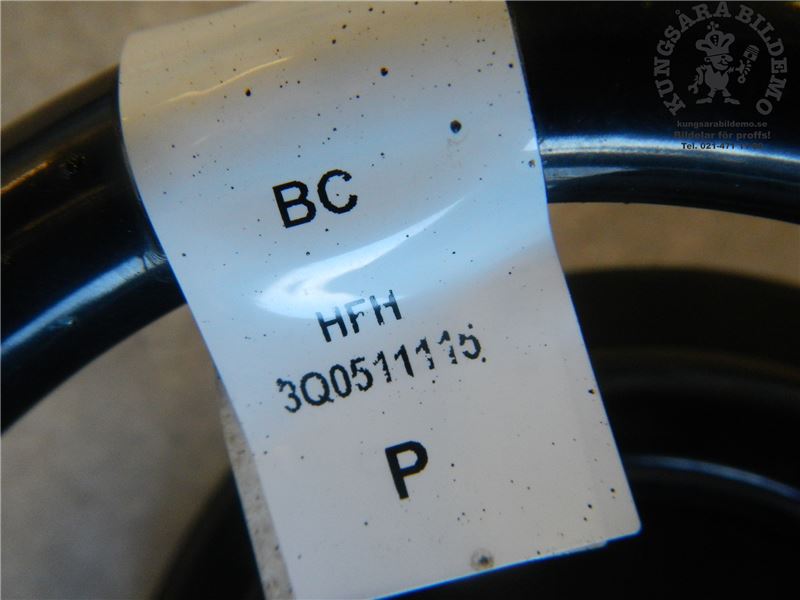 KUNGSÅRA BILDEMO
kungsarabildemo.se
Bildelar för proffs!
BC
HFH
3Q0511115
P